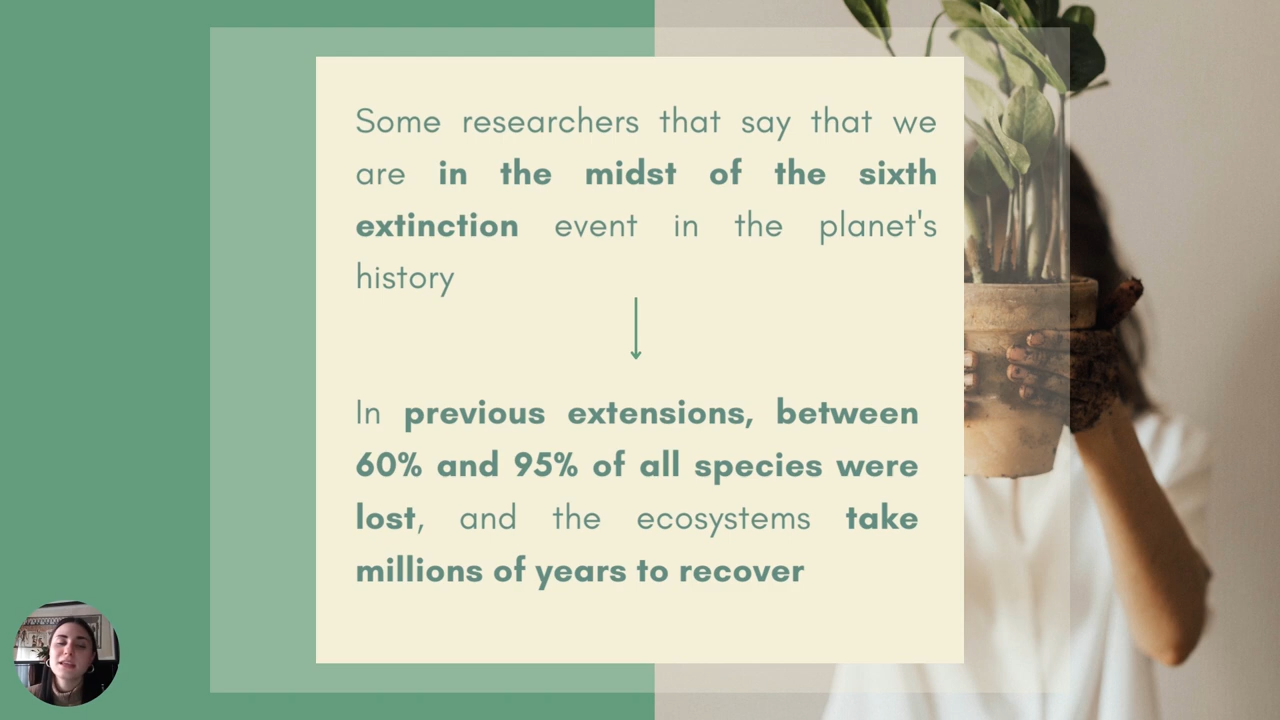 Some researchers that say that we
are in the midst of the sixth
extinction event in the planet's
history
In previous extensions, between
60% and 95% of all species were
lost, and the ecosystems take
millions of years to recover